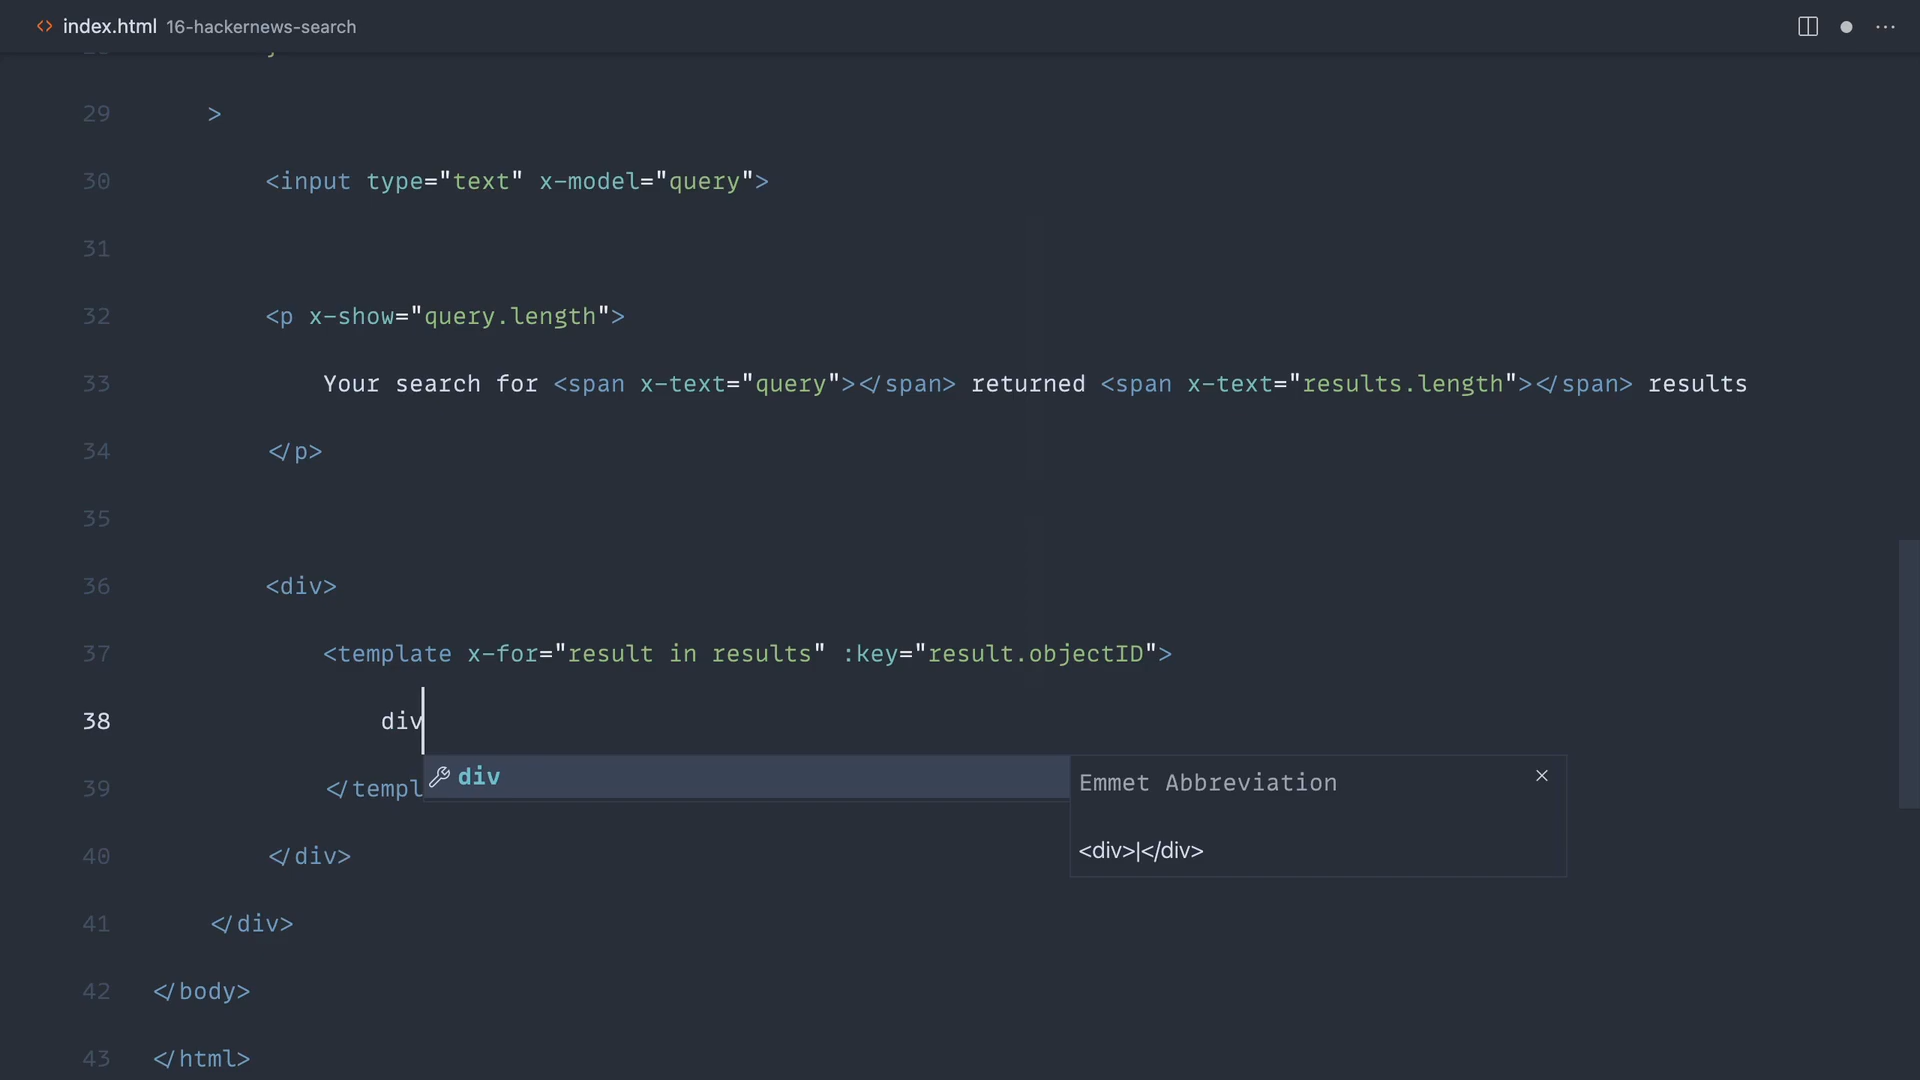 index.html 16-hackernews-search
29 >
30 <input type="text" x-model="query">
31
32 <p x-show="query.length">
33 Your search for <span x-text="query"></span> returned <span x-text="results.length"></span> results
34 </p>
35
36 <div>
37 <template x-for="result in results" :key="result.objectID">
38 div
div
Emmet Abbreviation
<div>|</div>
39 </templ
40 </div>
41 </div>
42 </body>
43 </html>